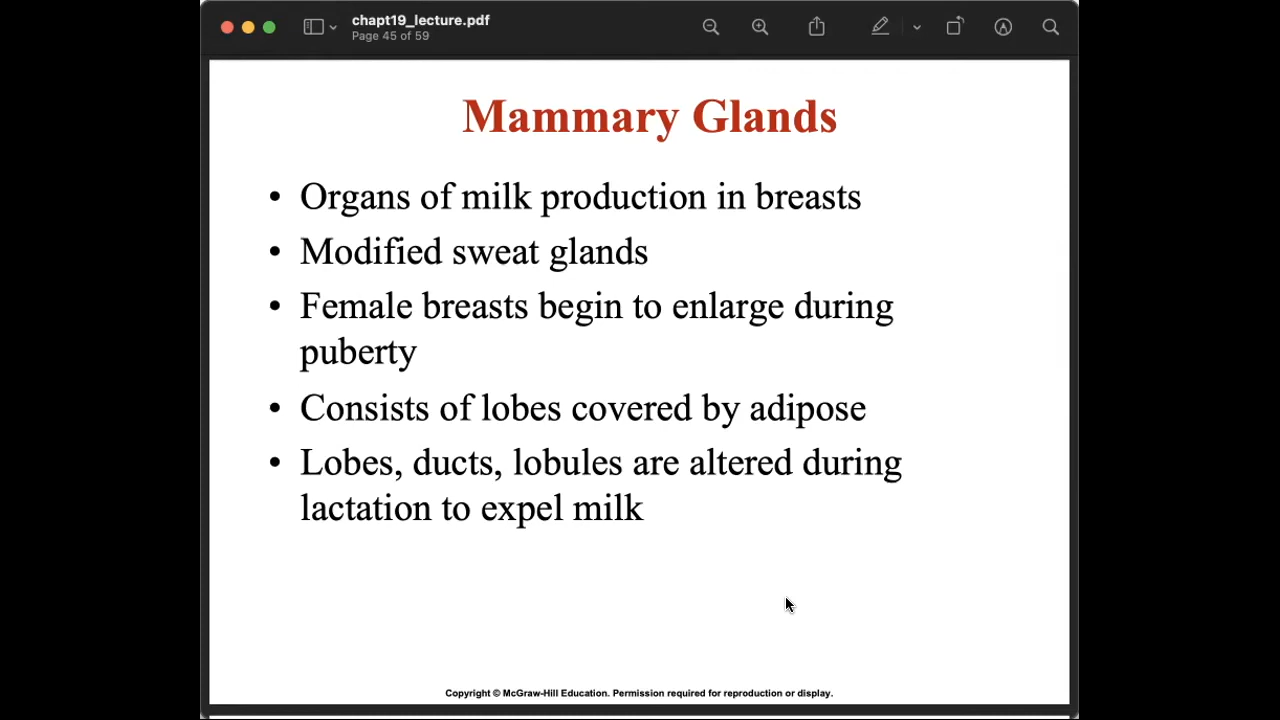 chapt19_lecture.pdf
Page 45 of 59
Mammary Glands
• Organs of milk production in breasts
• Modified sweat glands
• Female breasts begin to enlarge during
puberty
• Consists of lobes covered by adipose
• Lobes, ducts, lobules are altered during
lactation to expel milk
Copyright © McGraw-Hill Education. Permission required for reproduction or display.